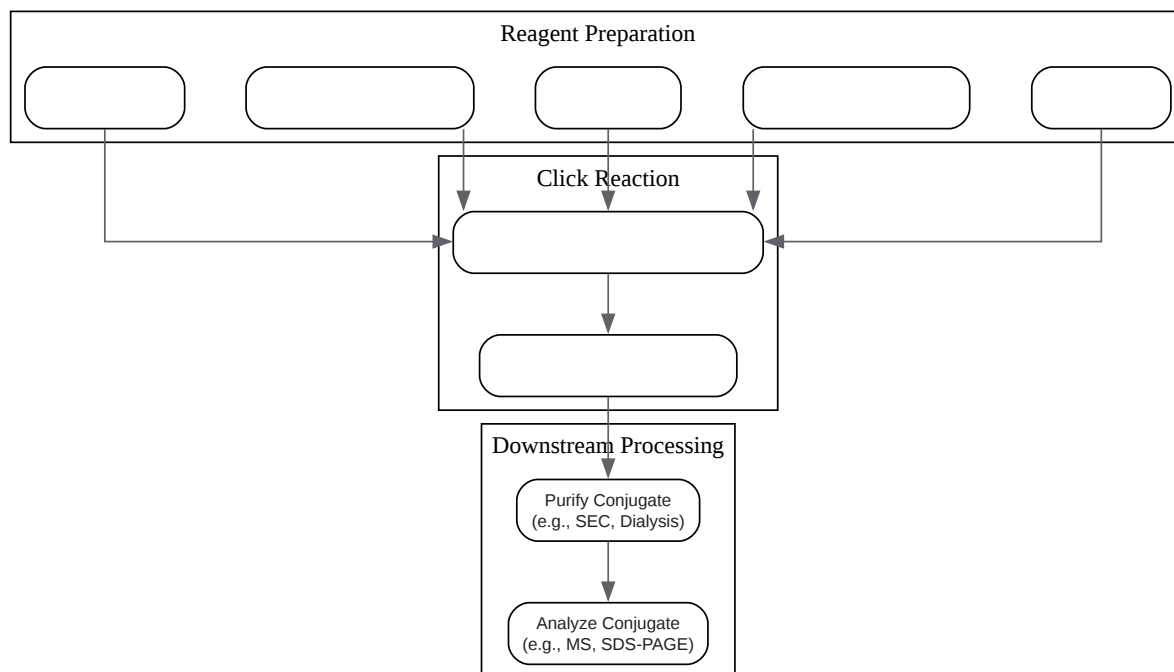 Reagent Preparation
Click Reaction
Downstream Processing
Purify Conjugate
(e.g., SEC, Dialysis)
Analyze Conjugate
(e.g., MS, SDS-PAGE)